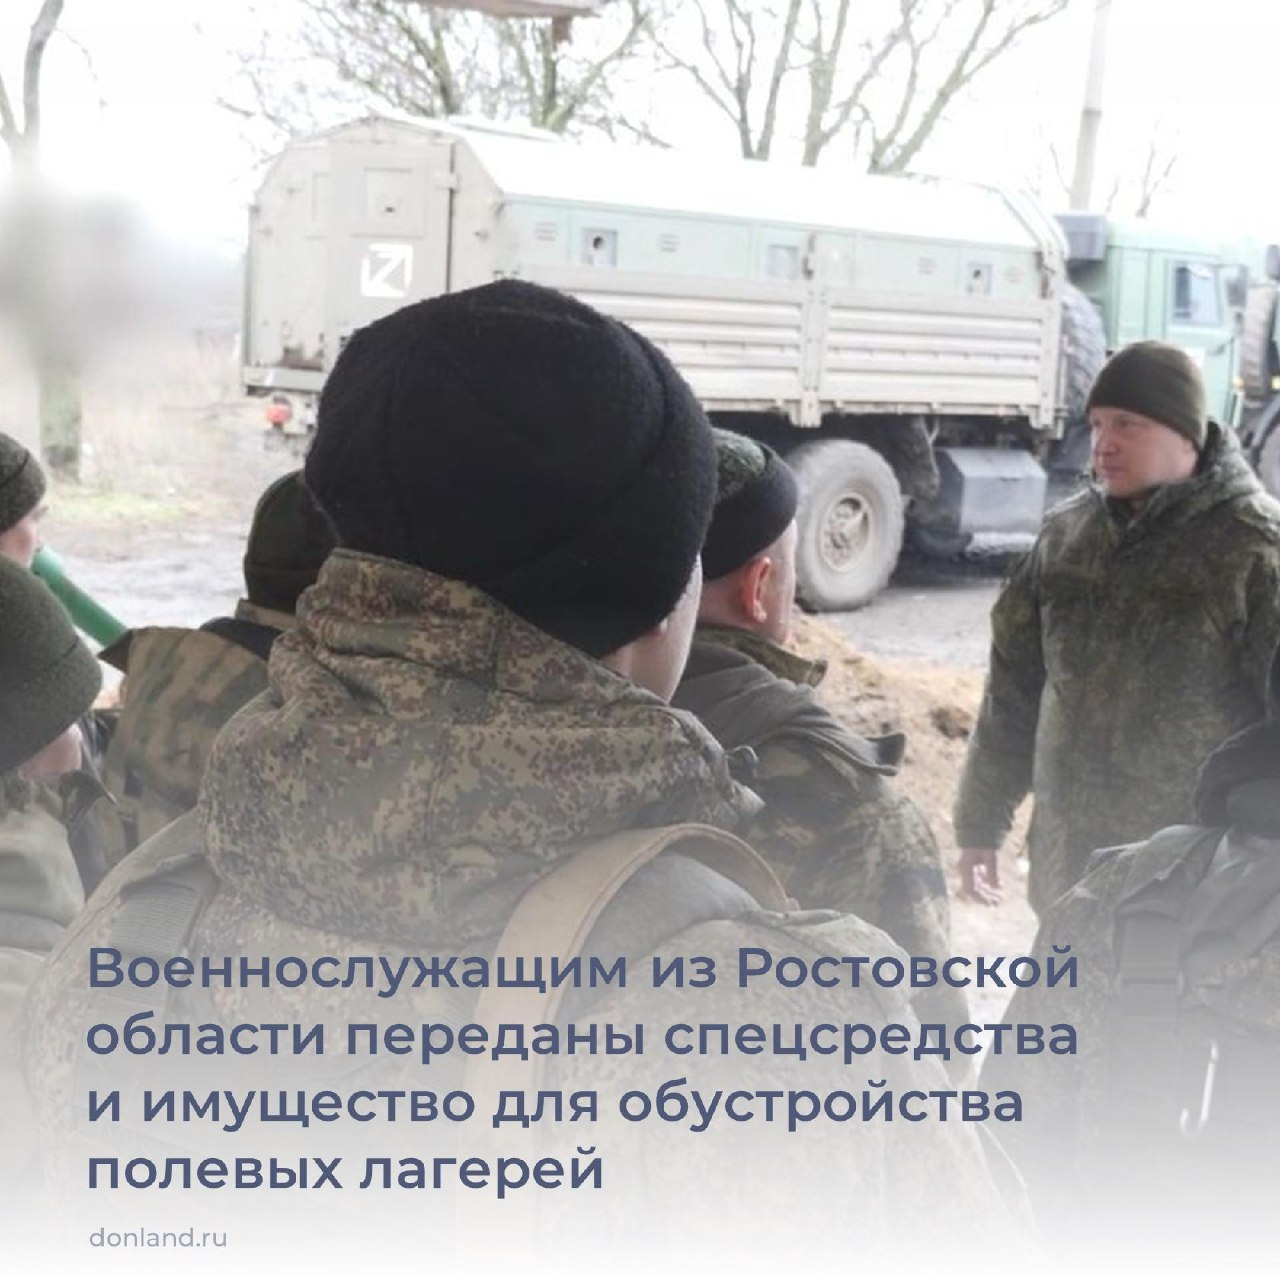 Z
Военнослужащим из Ростовской
области переданы спецсредства
и имущество для обустройства
полевых лагерей
donland.ru